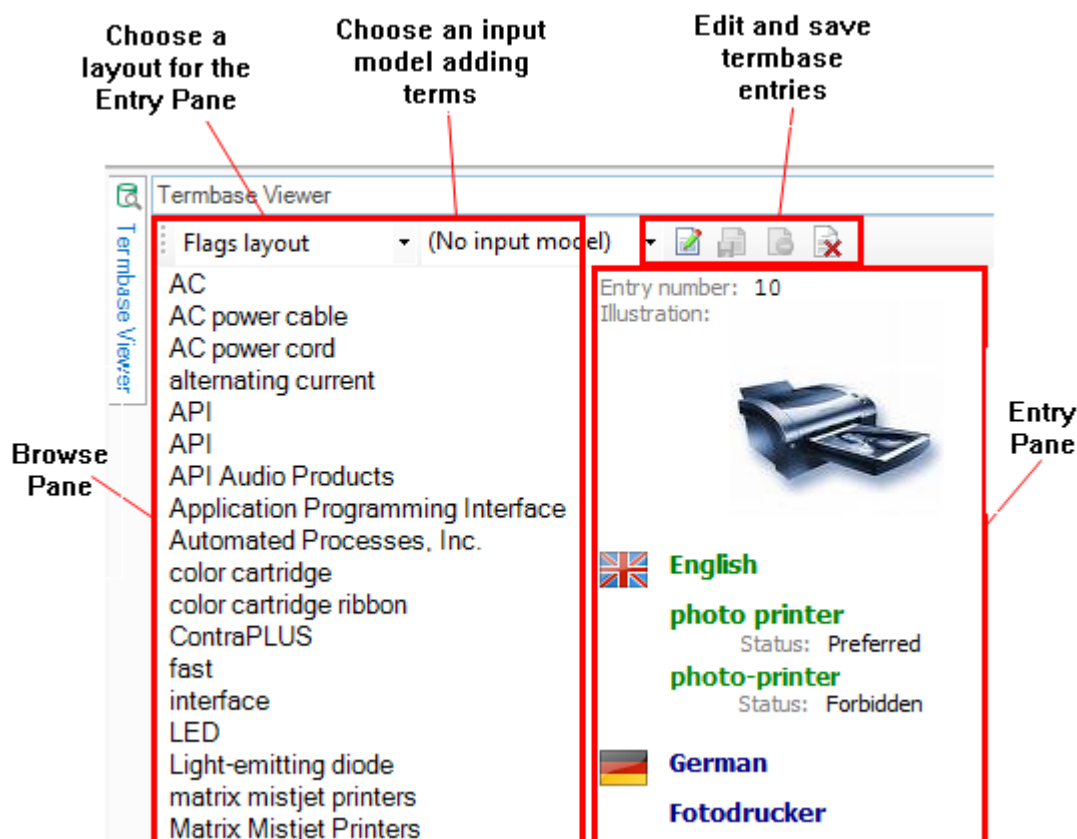 Choose a
layout for the
Entry Pane
Choose an input
model adding
terms
Edit and save
termbase
entries
Termbase Viewer
Termbase Viewer
Flags layout
(No input model)
AC
AC power cable
AC power cord
alternating current
API
API
API Audio Products
Application Programming Interface
Automated Processes, Inc.
color cartridge
color cartridge ribbon
ContraPLUS
fast
interface
LED
Light-emitting diode
matrix mistjet printers
Matrix Mistjet Printers
Browse
Pane
Entry number: 10
Illustration:
English
photo printer
Status: Preferred
photo-printer
Status: Forbidden
German
Fotodrucker
Entry
Pane